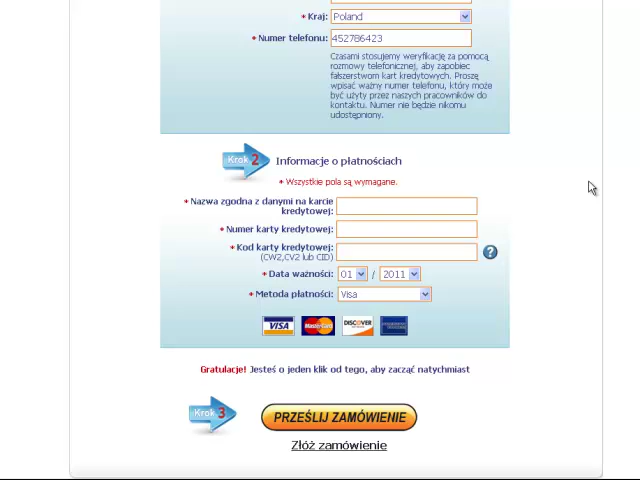 * Kraj: Poland
* Numer telefonu: 452786423
Czasami stosujemy weryfikację za pomocą
rozmowy telefonicznej, aby zapobiec
fałszerstwom kart kredytowych. Proszę
wpisać ważny numer telefonu, który może
być użyty przez naszych pracowników do
kontaktu. Numer nie będzie nikomu
udostępniony.
Krok 2 Informacje o płatnościach
* Wszystkie pola są wymagane.
* Nazwa zgodna z danymi na karcie
kredytowej:
* Numer karty kredytowej:
* Kod karty kredytowej:
(CW2,CV2 lub CID)
?
* Data ważności: 01 / 2011
* Metoda płatności: Visa
VISA MasterCard DISCOVER
Gratulacje! Jesteś o jeden klik od tego, aby zacząć natychmiast
Krok 3 PRZEŚLIJ ZAMÓWIENIE
Złóż zamówienie